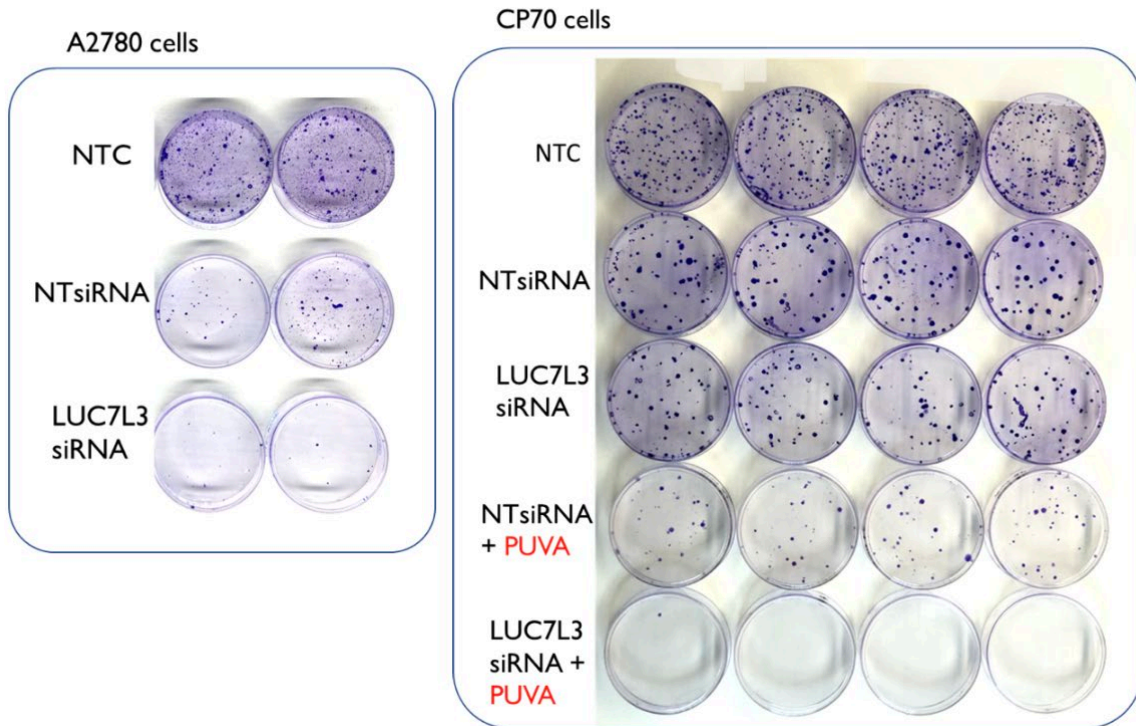 A2780 cells
NTC
NTsiRNA
LUC7L3
siRNA
CP70 cells
NTC
NTsiRNA
LUC7L3
siRNA
NTsiRNA
+ PUVA
LUC7L3
siRNA +
PUVA